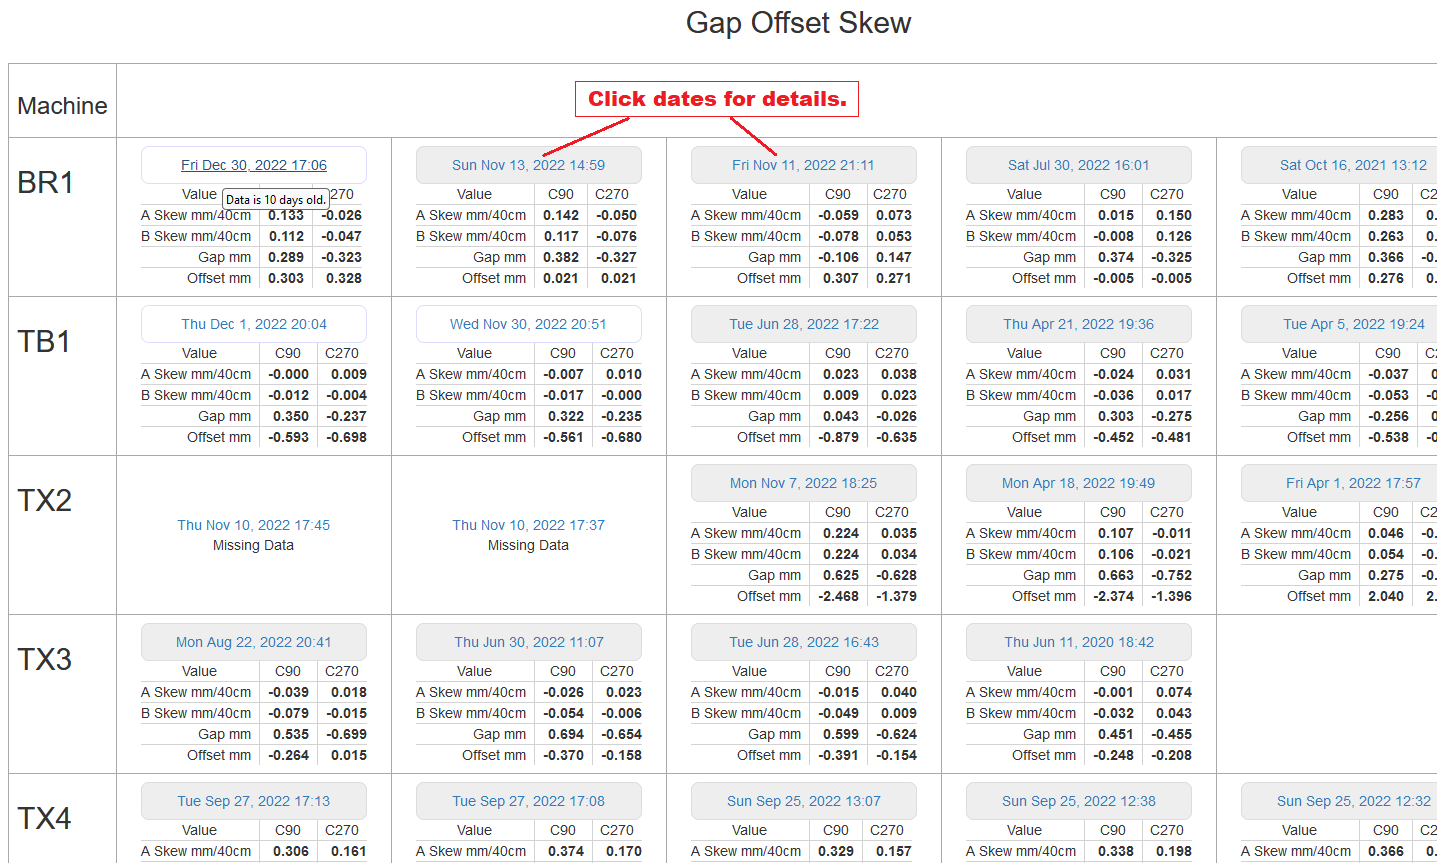 Gap Offset Skew
Machine
Click dates for details.
BR1
Fri Dec 30, 2022 17:06 Sun Nov 13, 2022 14:59 Fri Nov 11, 2022 21:11 Sat Jul 30, 2022 16:01 Sat Oct 16, 2021 13:12
Value 270 Value C90 C270 Value C90 C270 Value C90 C270 Value C90 C2
Data is 10 days old.
A Skew mm/40cm 0.133 -0.026 A Skew mm/40cm 0.142 -0.050 A Skew mm/40cm -0.059 0.073 A Skew mm/40cm 0.015 0.150 A Skew mm/40cm 0.283 0.
B Skew mm/40cm 0.112 -0.047 B Skew mm/40cm 0.117 -0.076 B Skew mm/40cm -0.078 0.053 B Skew mm/40cm -0.008 0.126 B Skew mm/40cm 0.263 0.
Gap mm 0.289 -0.323 Gap mm 0.382 -0.327 Gap mm -0.106 0.147 Gap mm 0.374 -0.325 Gap mm 0.366 -0.
Offset mm 0.303 0.328 Offset mm 0.021 0.021 Offset mm 0.307 0.271 Offset mm -0.005 -0.005 Offset mm 0.276 0.
TB1
Thu Dec 1, 2022 20:04 Wed Nov 30, 2022 20:51 Tue Jun 28, 2022 17:22 Thu Apr 21, 2022 19:36 Tue Apr 5, 2022 19:24
Value C90 C270 Value C90 C270 Value C90 C270 Value C90 C270 Value C90 C2
A Skew mm/40cm -0.000 0.009 A Skew mm/40cm -0.007 0.010 A Skew mm/40cm 0.023 0.038 A Skew mm/40cm -0.024 0.031 A Skew mm/40cm -0.037 0
B Skew mm/40cm -0.012 -0.004 B Skew mm/40cm -0.017 -0.000 B Skew mm/40cm 0.009 0.023 B Skew mm/40cm -0.036 0.017 B Skew mm/40cm -0.053 -0
Gap mm 0.350 -0.237 Gap mm 0.322 -0.235 Gap mm 0.043 -0.026 Gap mm 0.303 -0.275 Gap mm -0.256 0
Offset mm -0.593 -0.698 Offset mm -0.561 -0.680 Offset mm -0.879 -0.635 Offset mm -0.452 -0.481 Offset mm -0.538 -0
TX2
Mon Nov 7, 2022 18:25 Mon Apr 18, 2022 19:49 Fri Apr 1, 2022 17:57
Value C90 C270 Value C90 C270 Value C90 C2
Thu Nov 10, 2022 17:45 Thu Nov 10, 2022 17:37 A Skew mm/40cm 0.224 0.035 A Skew mm/40cm 0.107 -0.011 A Skew mm/40cm 0.046 -0.
Missing Data Missing Data B Skew mm/40cm 0.224 0.034 B Skew mm/40cm 0.106 -0.021 B Skew mm/40cm 0.054 -0.
Gap mm 0.625 -0.628 Gap mm 0.663 -0.752 Gap mm 0.275 -0.
Offset mm -2.468 -1.379 Offset mm -2.374 -1.396 Offset mm 2.040 2.
TX3
Mon Aug 22, 2022 20:41 Thu Jun 30, 2022 11:07 Tue Jun 28, 2022 16:43 Thu Jun 11, 2020 18:42
Value C90 C270 Value C90 C270 Value C90 C270 Value C90 C270
A Skew mm/40cm -0.039 0.018 A Skew mm/40cm -0.026 0.023 A Skew mm/40cm -0.015 0.040 A Skew mm/40cm -0.001 0.074
B Skew mm/40cm -0.079 -0.015 B Skew mm/40cm -0.054 -0.006 B Skew mm/40cm -0.049 0.009 B Skew mm/40cm -0.032 0.043
Gap mm 0.535 -0.699 Gap mm 0.694 -0.654 Gap mm 0.599 -0.624 Gap mm 0.451 -0.455
Offset mm -0.264 0.015 Offset mm -0.370 -0.158 Offset mm -0.391 -0.154 Offset mm -0.248 -0.208
TX4
Tue Sep 27, 2022 17:13 Tue Sep 27, 2022 17:08 Sun Sep 25, 2022 13:07 Sun Sep 25, 2022 12:38 Sun Sep 25, 2022 12:32
Value C90 C270 Value C90 C270 Value C90 C270 Value C90 C270 Value C90 C2
A Skew mm/40cm 0.306 0.161 A Skew mm/40cm 0.374 0.170 A Skew mm/40cm 0.329 0.157 A Skew mm/40cm 0.338 0.198 A Skew mm/40cm 0.366 0.